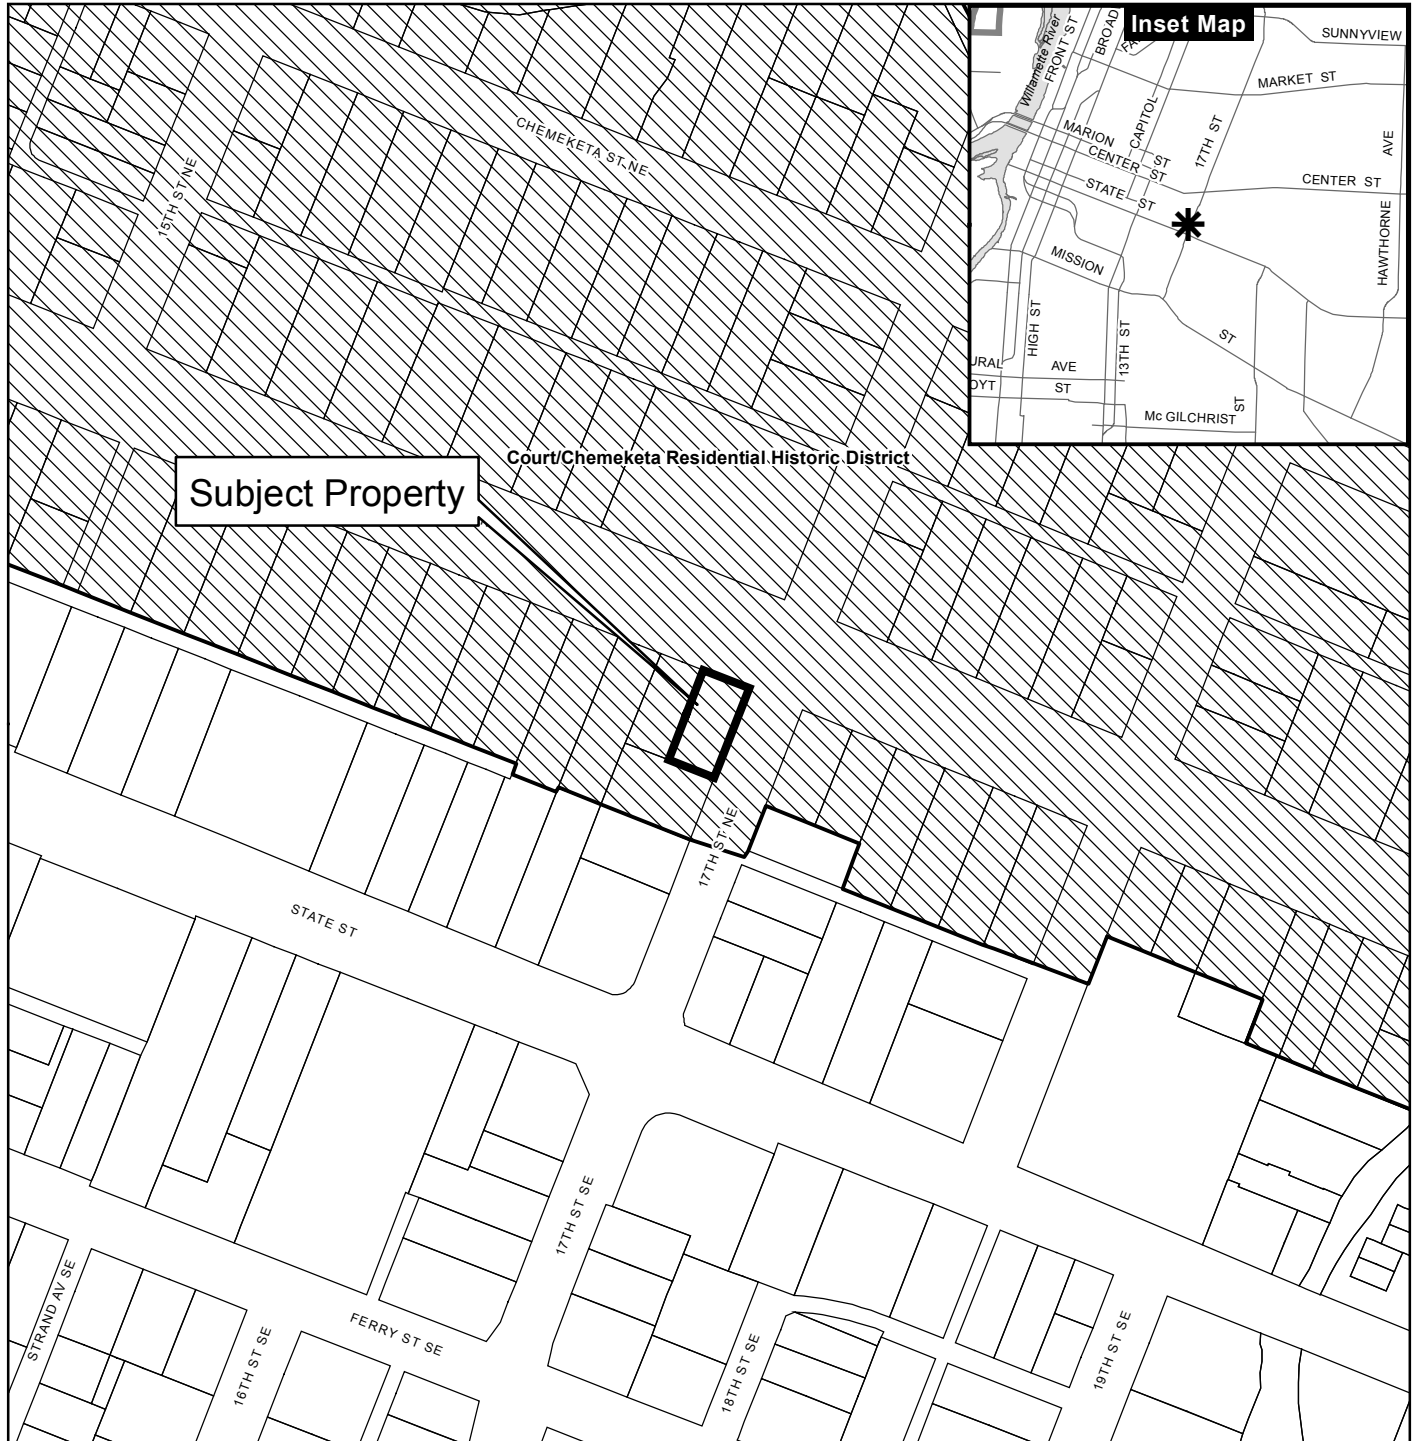 Inset Map
Willamette River
FRONT ST
BROAD
FA
SUNNYVIEW
MARKET ST
CAPITOL
17TH ST
AVE
MARION ST
CENTER ST
CENTER ST
STATE ST
HAWTHORNE
MISSION
ST
HIGH ST
13TH ST
URAL AVE
OYT ST
ST
Mc GILCHRIST
CHEMEKETA ST NE
15TH ST NE
Court/Chemeketa Residential Historic District
Subject Property
17TH ST NE
STATE ST
17TH ST SE
STRAND AV SE
16TH ST SE
FERRY ST SE
18TH ST SE
19TH ST SE